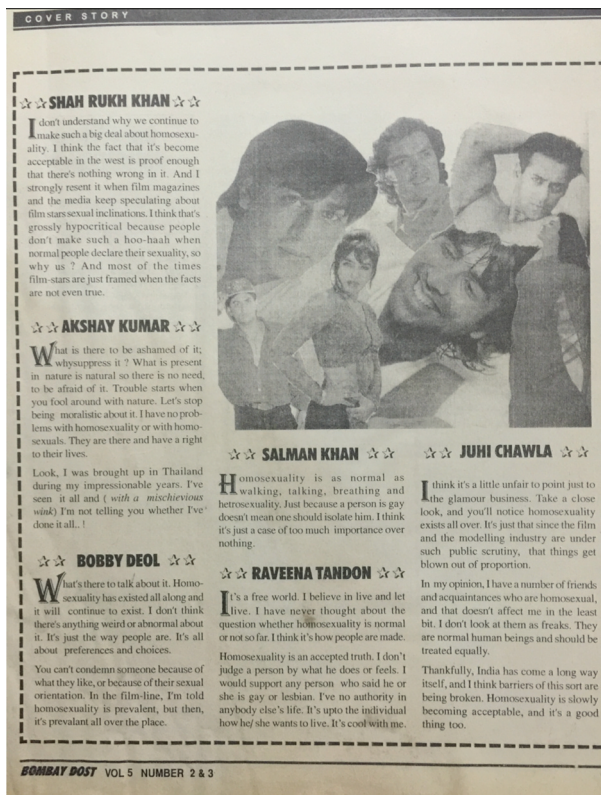 COVER STORY
☆☆SHAH RUKH KHAN☆☆
I don't understand why we continue to
make such a big deal about homosexu-
ality. I think the fact that it's become
acceptable in the west is proof enough
that there's nothing wrong in it. And I
strongly resent it when film magazines
and the media keep speculating about
film stars sexual inclinations. I think that's
grossly hypocritical because people
don't make such a hoo-haah when
normal people declare their sexuality, so
why us ? And most of the times
film-stars are just framed when the facts
are not even true.
☆☆AKSHAY KUMAR☆☆
What is there to be ashamed of it;
whysuppress it ? What is present
in nature is natural so there is no need,
to be afraid of it. Trouble starts when
you fool around with nature. Let's stop
being moralistic about it. I have no prob-
lems with homosexuality or with homo-
sexuals. They are there and have a right
to their lives.
Look, I was brought up in Thailand
during my impressionable years. I've
seen it all and ( with a mischievious
wink) I'm not telling you whether I've
done it all.. !
☆☆ BOBBY DEOL ☆☆
What's there to talk about it. Homo-
sexuality has existed all along and
it will continue to exist. I don't think
there's anything weird or abnormal about
it. It's just the way people are. It's all
about preferences and choices.
You can't condemn someone because of
what they like, or because of their sexual
orientation. In the film-line, I'm told
homosexuality is prevalent, but then,
it's prevalant all over the place.
☆☆ SALMAN KHAN ☆☆
Homosexuality is as normal as
walking, talking, breathing and
hetrosexuality. Just because a person is gay
doesn't mean one should isolate him. I think
it's just a case of too much importance over
nothing.
☆☆ RAVEENA TANDON ☆☆
It's a free world. I believe in live and let
live. I have never thought about the
question whether homosexuality is normal
or not so far. I think it's how people are made.
Homosexuality is an accepted truth. I don't
judge a person by what he does or feels. I
would support any person who said he or
she is gay or lesbian. I've no authority in
anybody else's life. It's upto the individual
how he/ she wants to live. It's cool with me.
☆☆ JUHI CHAWLA ☆☆
I think it's a little unfair to point just to
the glamour business. Take a close
look, and you'll notice homosexuality
exists all over. It's just that since the film
and the modelling industry are under
such public scrutiny, that things get
blown out of proportion.
In my opinion, I have a number of friends
and acquaintances who are homosexual,
and that doesn't affect me in the least
bit. I don't look at them as freaks. They
are normal human beings and should be
treated equally.
Thankfully, India has come a long way
itself, and I think barriers of this sort are
being broken. Homosexuality is slowly
becoming acceptable, and it's a good
thing too.
BOMBAY DOST VOL 5 NUMBER 2 & 3